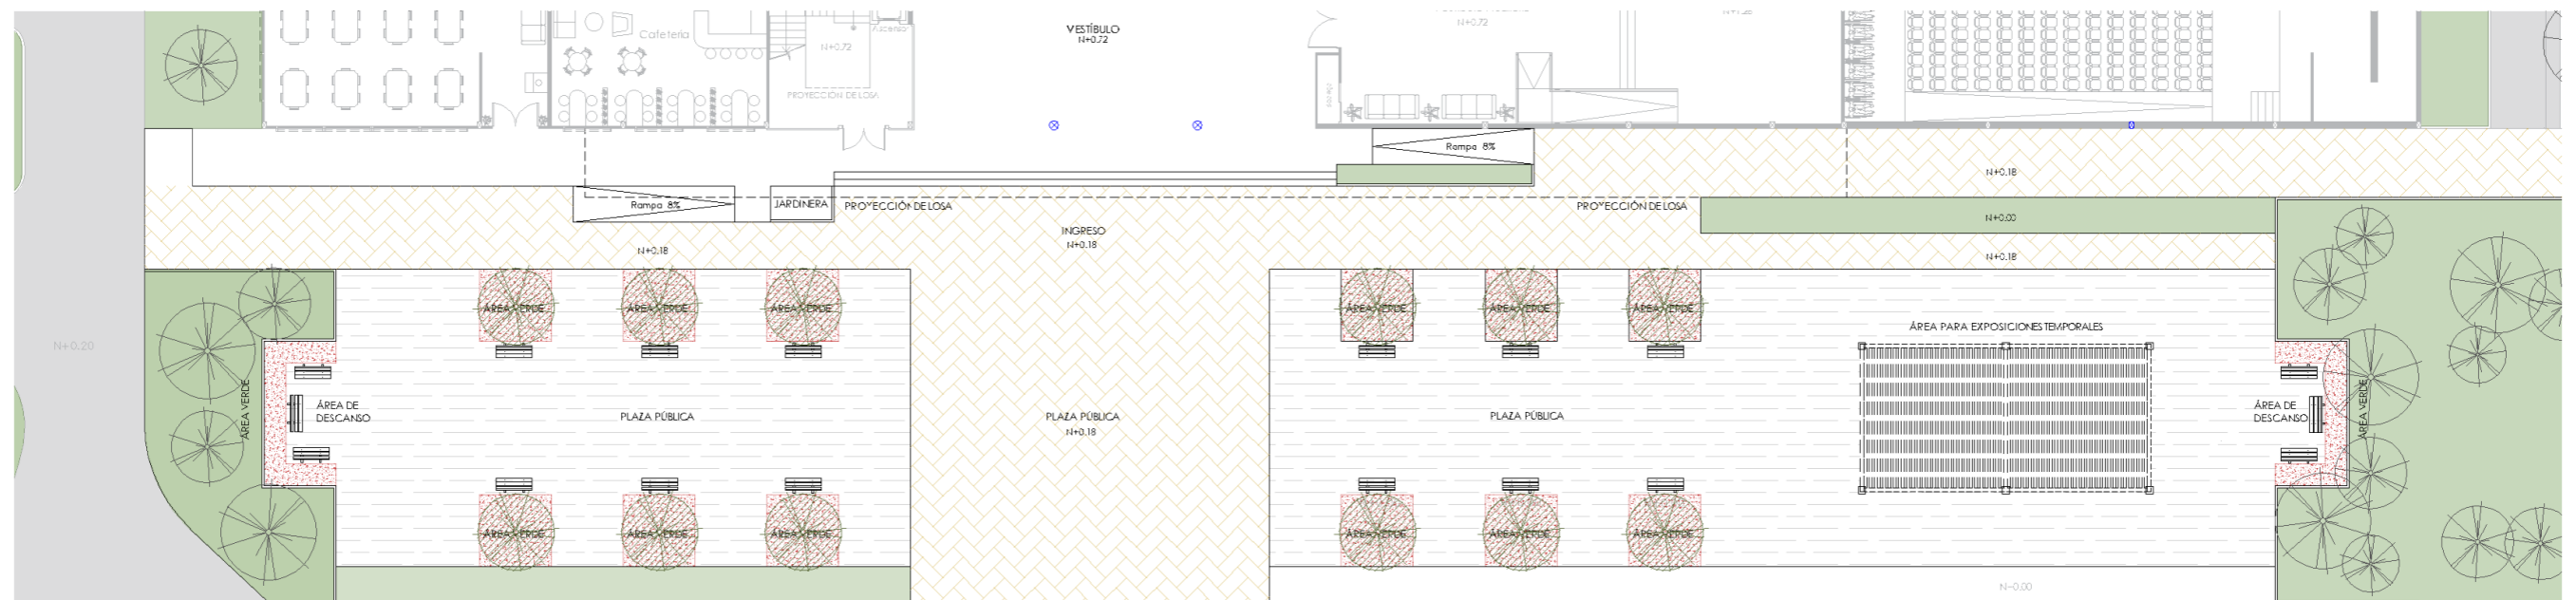 N+0.72
VESTÍBULO
N+0.72
Cafetería
Ascensor
N+0.72
PROYECCIÓN DE LOSA
Rampa 8%
N+0.18
Rampa 8%
JARDINERA
PROYECCIÓN DE LOSA
PROYECCIÓN DE LOSA
N+0.00
INGRESO
N+0.18
N+0.18
N+0.18
ÁREA VERDE
ÁREA VERDE
ÁREA VERDE
ÁREA VERDE
ÁREA VERDE
ÁREA VERDE
ÁREA PARA EXPOSICIONES TEMPORALES
N+0.20
ÁREA VERDE
ÁREA DE
DESCANSO
PLAZA PÚBLICA
PLAZA PÚBLICA
N+0.18
PLAZA PÚBLICA
ÁREA DE
DESCANSO
ÁREA VERDE
ÁREA VERDE
ÁREA VERDE
ÁREA VERDE
ÁREA VERDE
ÁREA VERDE
ÁREA VERDE
N-0.00